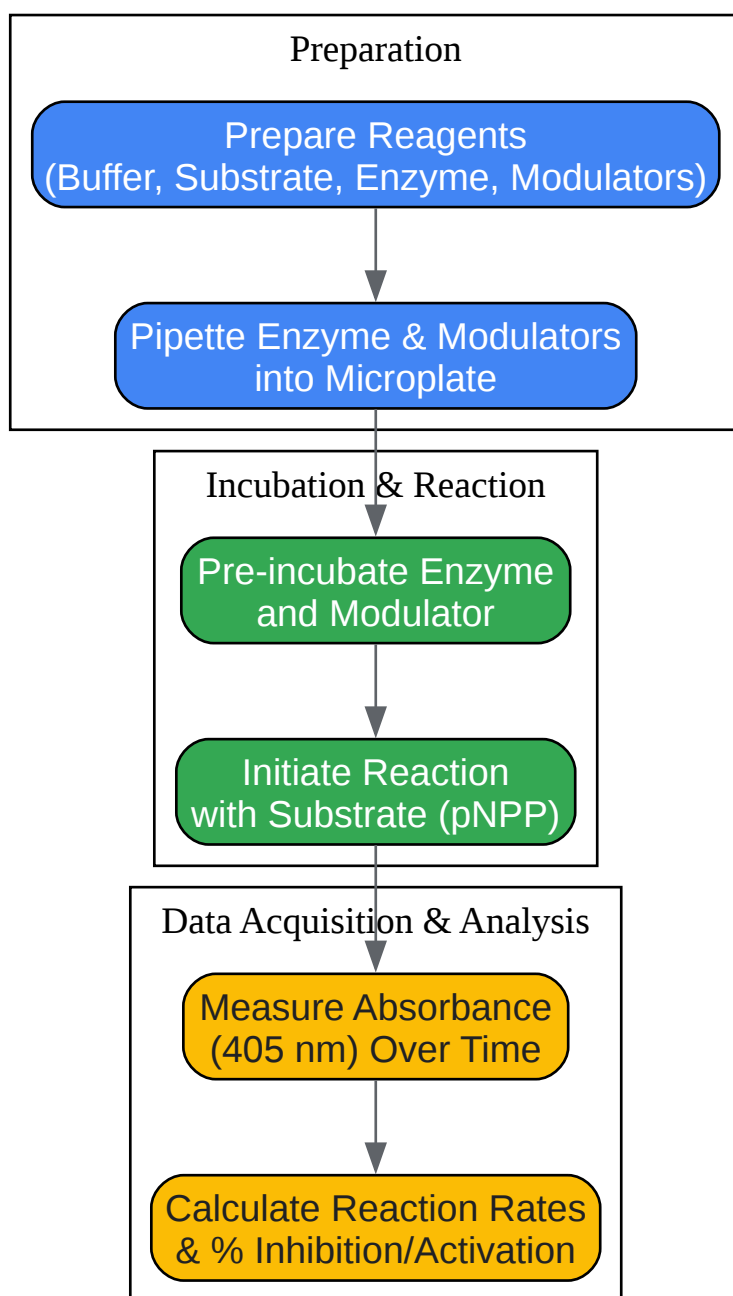 Preparation
Prepare Reagents
(Buffer, Substrate, Enzyme, Modulators)
Pipette Enzyme & Modulators
into Microplate
Incubation & Reaction
Pre-incubate Enzyme
and Modulator
Initiate Reaction
with Substrate (pNPP)
Data Acquisition & Analysis
Measure Absorbance
(405 nm) Over Time
Calculate Reaction Rates
& % Inhibition/Activation